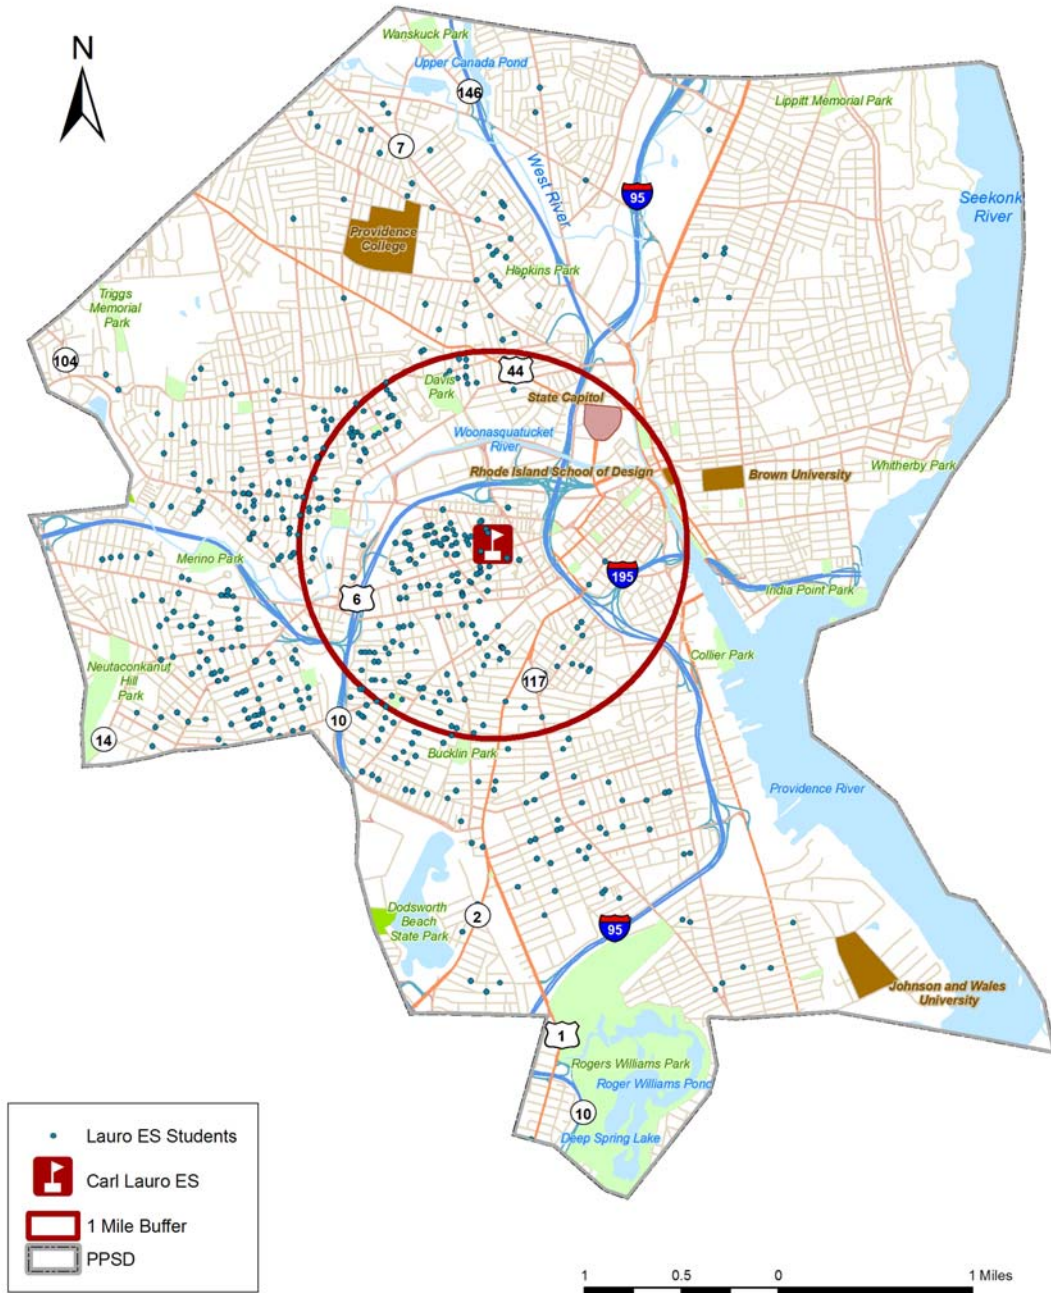 N
Wanskuck Park
Upper Canada Pond
146
Lippitt Memorial Park
7
West River
95
Seekonk
River
Providence
College
Hopkins Park
Triggs
Memorial
Park
104
44
Davis
Park
State Capitol
Woonasquatucket
River
Rhode Island School of Design
Brown University
Whitherby Park
Merino Park
195
6
India Point Park
Collier Park
Neutaconkanut
Hill
Park
117
10
14
Bucklin Park
Providence River
Dodsworth
Beach
State Park
2
95
Johnson and Wales
University
1
Rogers Williams Park
Roger Williams Pond
10
Deep Spring Lake
Lauro ES Students
Carl Lauro ES
1 Mile Buffer
PPSD
1 0.5 0 1 Miles